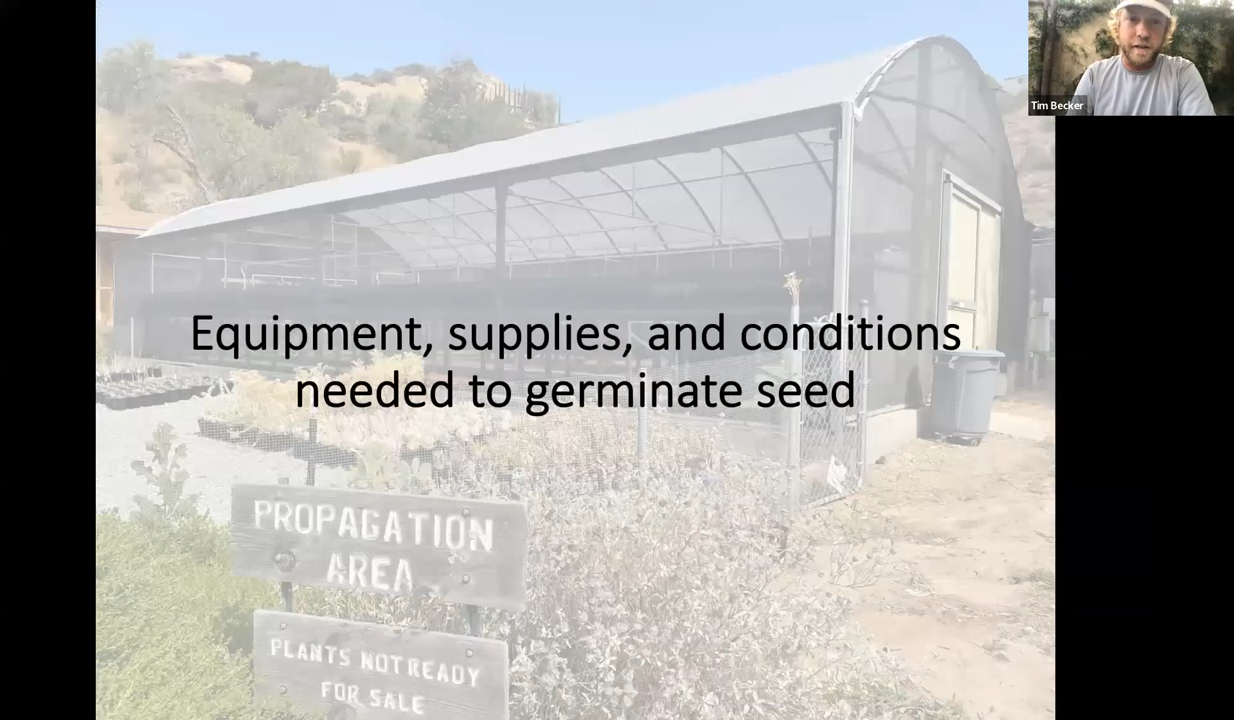 Tim Becker
Equipment, supplies, and conditions
needed to germinate seed
PROPAGATION
AREA
PLANTS NOT READY
FOR SALE